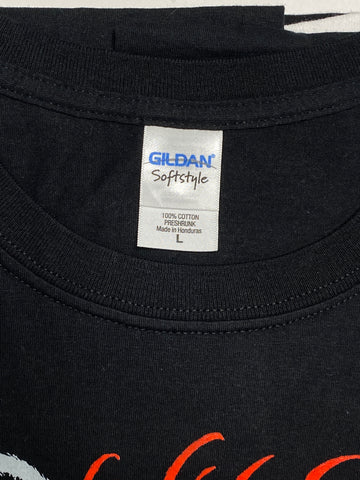 GILDAN
Softstyle
100% COTTON
PRESHRUNK
Made in Honduras
L